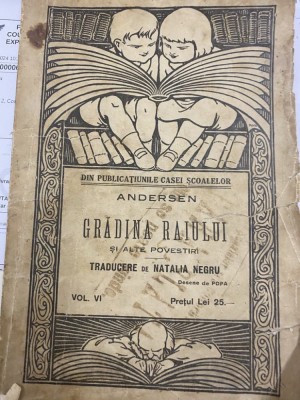 DIN PUBLICAȚIUNILE CASEI ȘCOALELOR
ANDERSEN
GRĂDINA RAIULUI
ȘI ALTE POVESTIRI
TRADUCERE DE NATALIA NEGRU
Desene de POPA
VOL. VI
Prețul Lei 25.—